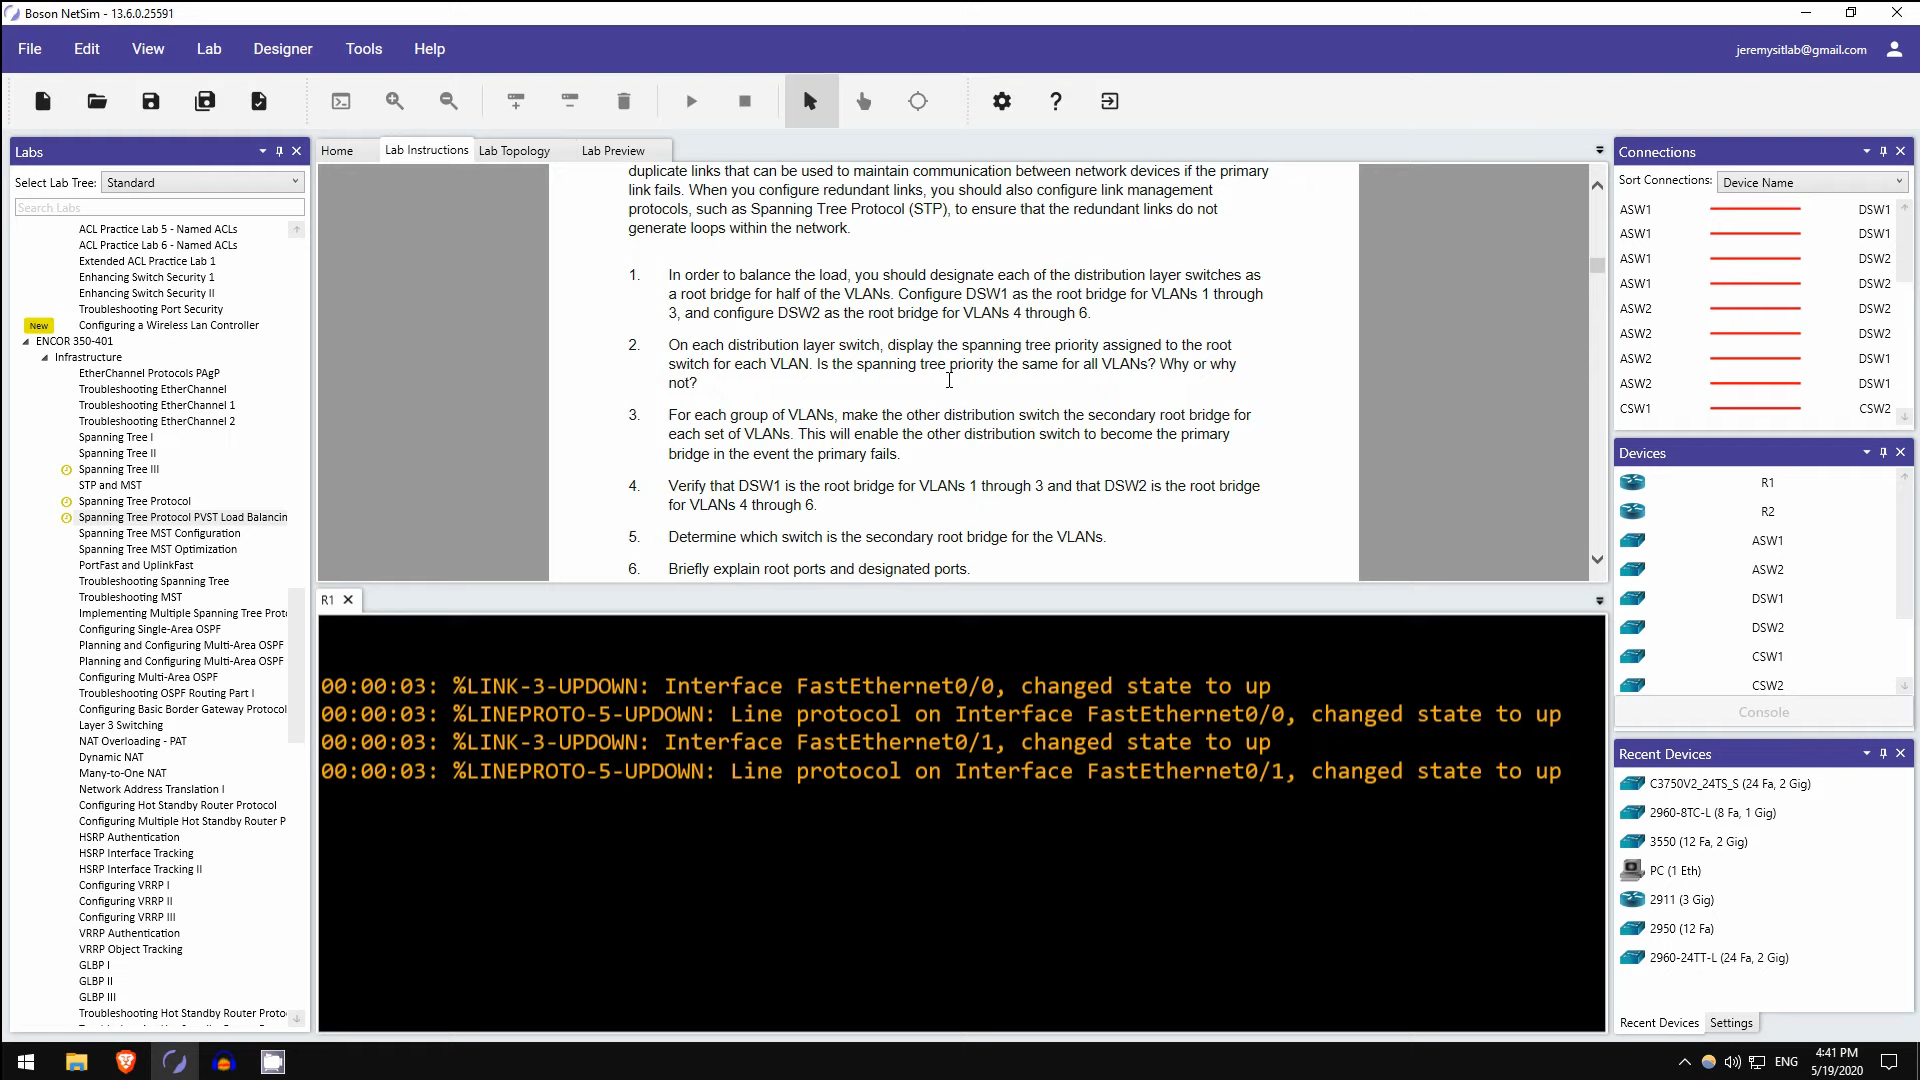 Boson NetSim - 13.6.0.25591
File Edit View Lab Designer Tools Help
jeremysitlab@gmail.com
Labs
Select Lab Tree: Standard
Search Labs
ACL Practice Lab 5 - Named ACLs
ACL Practice Lab 6 - Named ACLs
Extended ACL Practice Lab 1
Enhancing Switch Security 1
Enhancing Switch Security II
Troubleshooting Port Security
New Configuring a Wireless Lan Controller
ENCOR 350-401
Infrastructure
EtherChannel Protocols PAgP
Troubleshooting EtherChannel
Troubleshooting EtherChannel 1
Troubleshooting EtherChannel 2
Spanning Tree I
Spanning Tree II
Spanning Tree III
STP and MST
Spanning Tree Protocol
Spanning Tree Protocol PVST Load Balancin
Spanning Tree MST Configuration
Spanning Tree MST Optimization
PortFast and UplinkFast
Troubleshooting Spanning Tree
Troubleshooting MST
Implementing Multiple Spanning Tree Proto
Configuring Single-Area OSPF
Planning and Configuring Multi-Area OSPF
Planning and Configuring Multi-Area OSPF
Configuring Multi-Area OSPF
Troubleshooting OSPF Routing Part I
Configuring Basic Border Gateway Protocol
Layer 3 Switching
NAT Overloading - PAT
Dynamic NAT
Many-to-One NAT
Network Address Translation I
Configuring Hot Standby Router Protocol
Configuring Multiple Hot Standby Router P
HSRP Authentication
HSRP Interface Tracking
HSRP Interface Tracking II
Configuring VRRP I
Configuring VRRP II
Configuring VRRP III
VRRP Authentication
VRRP Object Tracking
GLBP I
GLBP II
GLBP III
Troubleshooting Hot Standby Router Proto
Home Lab Instructions Lab Topology Lab Preview
duplicate links that can be used to maintain communication between network devices if the primary
link fails. When you configure redundant links, you should also configure link management
protocols, such as Spanning Tree Protocol (STP), to ensure that the redundant links do not
generate loops within the network.
1. In order to balance the load, you should designate each of the distribution layer switches as
a root bridge for half of the VLANs. Configure DSW1 as the root bridge for VLANs 1 through
3, and configure DSW2 as the root bridge for VLANs 4 through 6.
2. On each distribution layer switch, display the spanning tree priority assigned to the root
switch for each VLAN. Is the spanning tree priority the same for all VLANs? Why or why
not?
3. For each group of VLANs, make the other distribution switch the secondary root bridge for
each set of VLANs. This will enable the other distribution switch to become the primary
bridge in the event the primary fails.
4. Verify that DSW1 is the root bridge for VLANs 1 through 3 and that DSW2 is the root bridge
for VLANs 4 through 6.
5. Determine which switch is the secondary root bridge for the VLANs.
6. Briefly explain root ports and designated ports.
R1
00:00:03: %LINK-3-UPDOWN: Interface FastEthernet0/0, changed state to up
00:00:03: %LINEPROTO-5-UPDOWN: Line protocol on Interface FastEthernet0/0, changed state to up
00:00:03: %LINK-3-UPDOWN: Interface FastEthernet0/1, changed state to up
00:00:03: %LINEPROTO-5-UPDOWN: Line protocol on Interface FastEthernet0/1, changed state to up
Connections
Sort Connections: Device Name
ASW1 DSW1
ASW1 DSW1
ASW1 DSW2
ASW1 DSW2
ASW2 DSW2
ASW2 DSW2
ASW2 DSW1
ASW2 DSW1
CSW1 CSW2
Devices
R1
R2
ASW1
ASW2
DSW1
DSW2
CSW1
CSW2
Console
Recent Devices
C3750V2_24TS_S (24 Fa, 2 Gig)
2960-8TC-L (8 Fa, 1 Gig)
3550 (12 Fa, 2 Gig)
PC (1 Eth)
2911 (3 Gig)
2950 (12 Fa)
2960-24TT-L (24 Fa, 2 Gig)
Recent Devices Settings
ENG
4:41 PM
5/19/2020